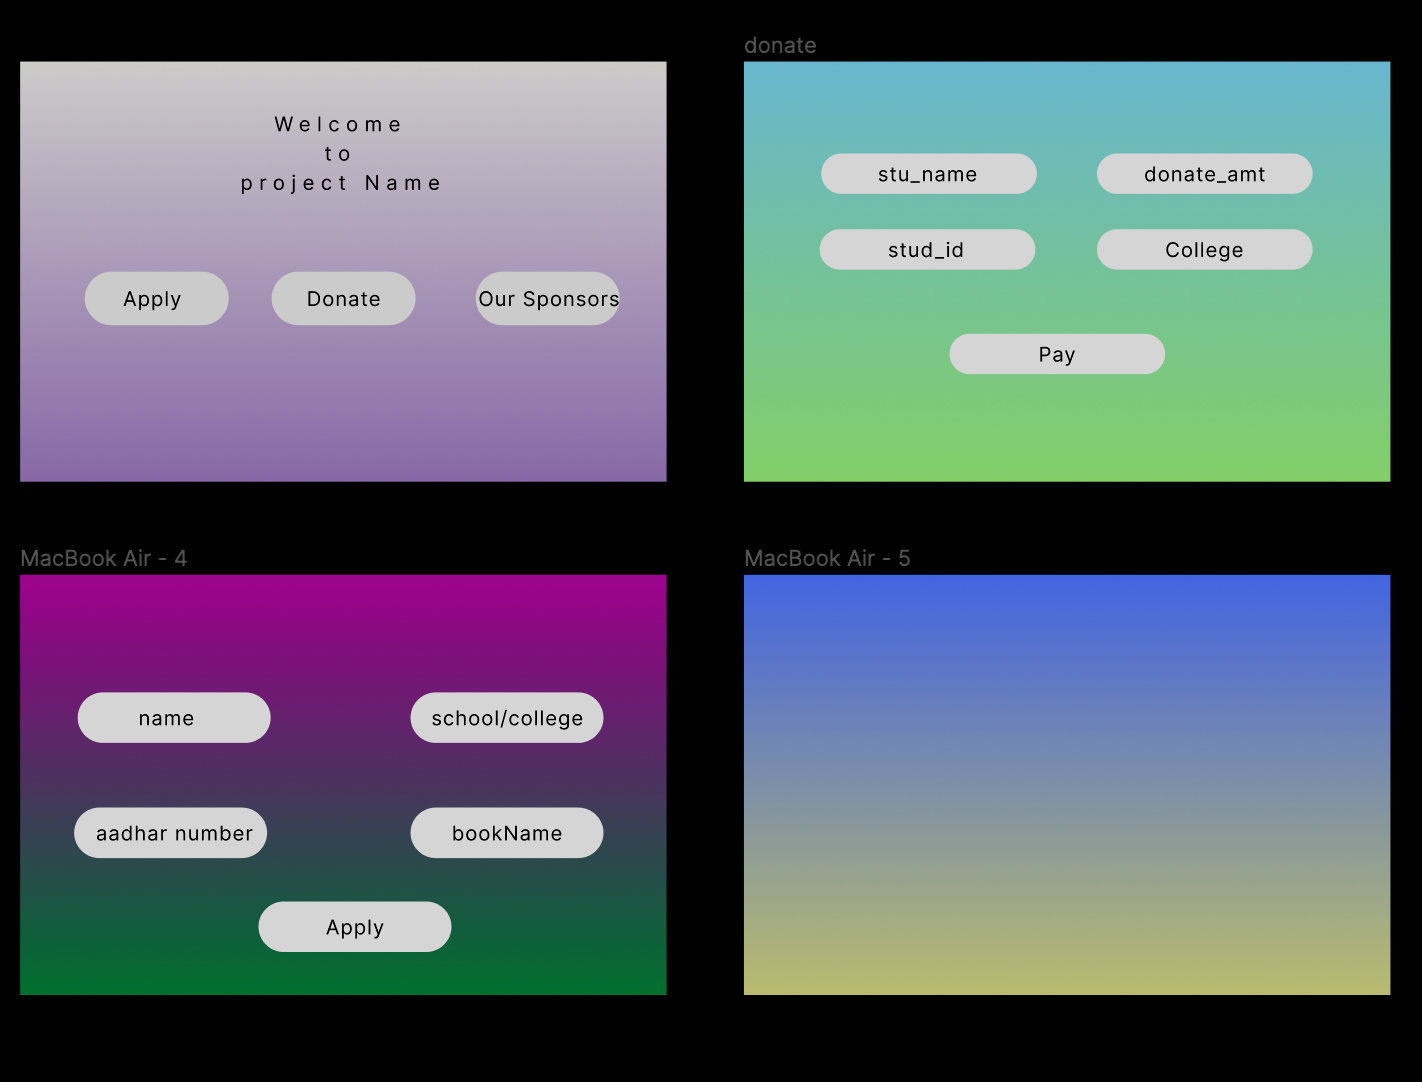 Welcome
to
project Name
Apply
Donate
Our Sponsors
donate
stu_name
donate_amt
stud_id
College
Pay
MacBook Air - 4
name
school/college
aadhar number
bookName
Apply
MacBook Air - 5